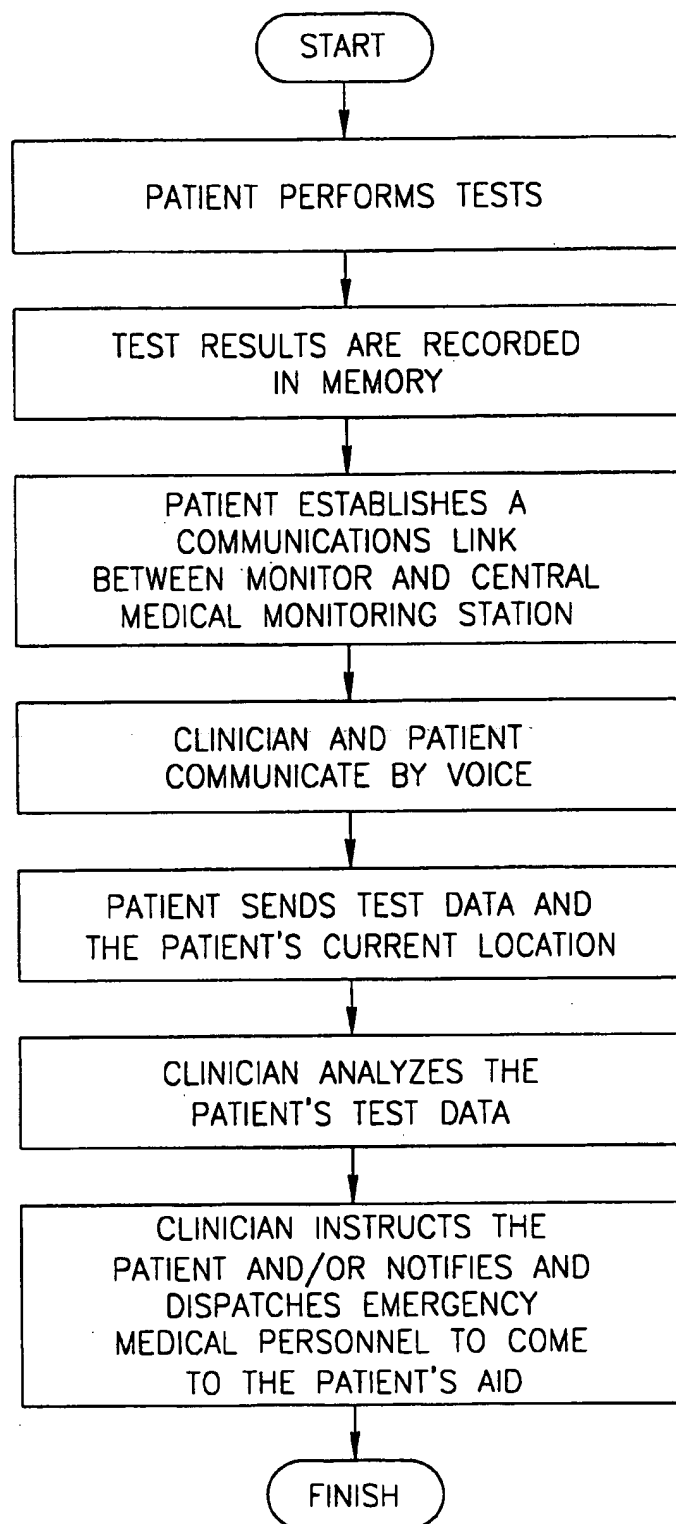 START
PATIENT PERFORMS TESTS
TEST RESULTS ARE RECORDED
IN MEMORY
PATIENT ESTABLISHES A
COMMUNICATIONS LINK
BETWEEN MONITOR AND CENTRAL
MEDICAL MONITORING STATION
CLINICIAN AND PATIENT
COMMUNICATE BY VOICE
PATIENT SENDS TEST DATA AND
THE PATIENT'S CURRENT LOCATION
CLINICIAN ANALYZES THE
PATIENT'S TEST DATA
CLINICIAN INSTRUCTS THE
PATIENT AND/OR NOTIFIES AND
DISPATCHES EMERGENCY
MEDICAL PERSONNEL TO COME
TO THE PATIENT'S AID
FINISH